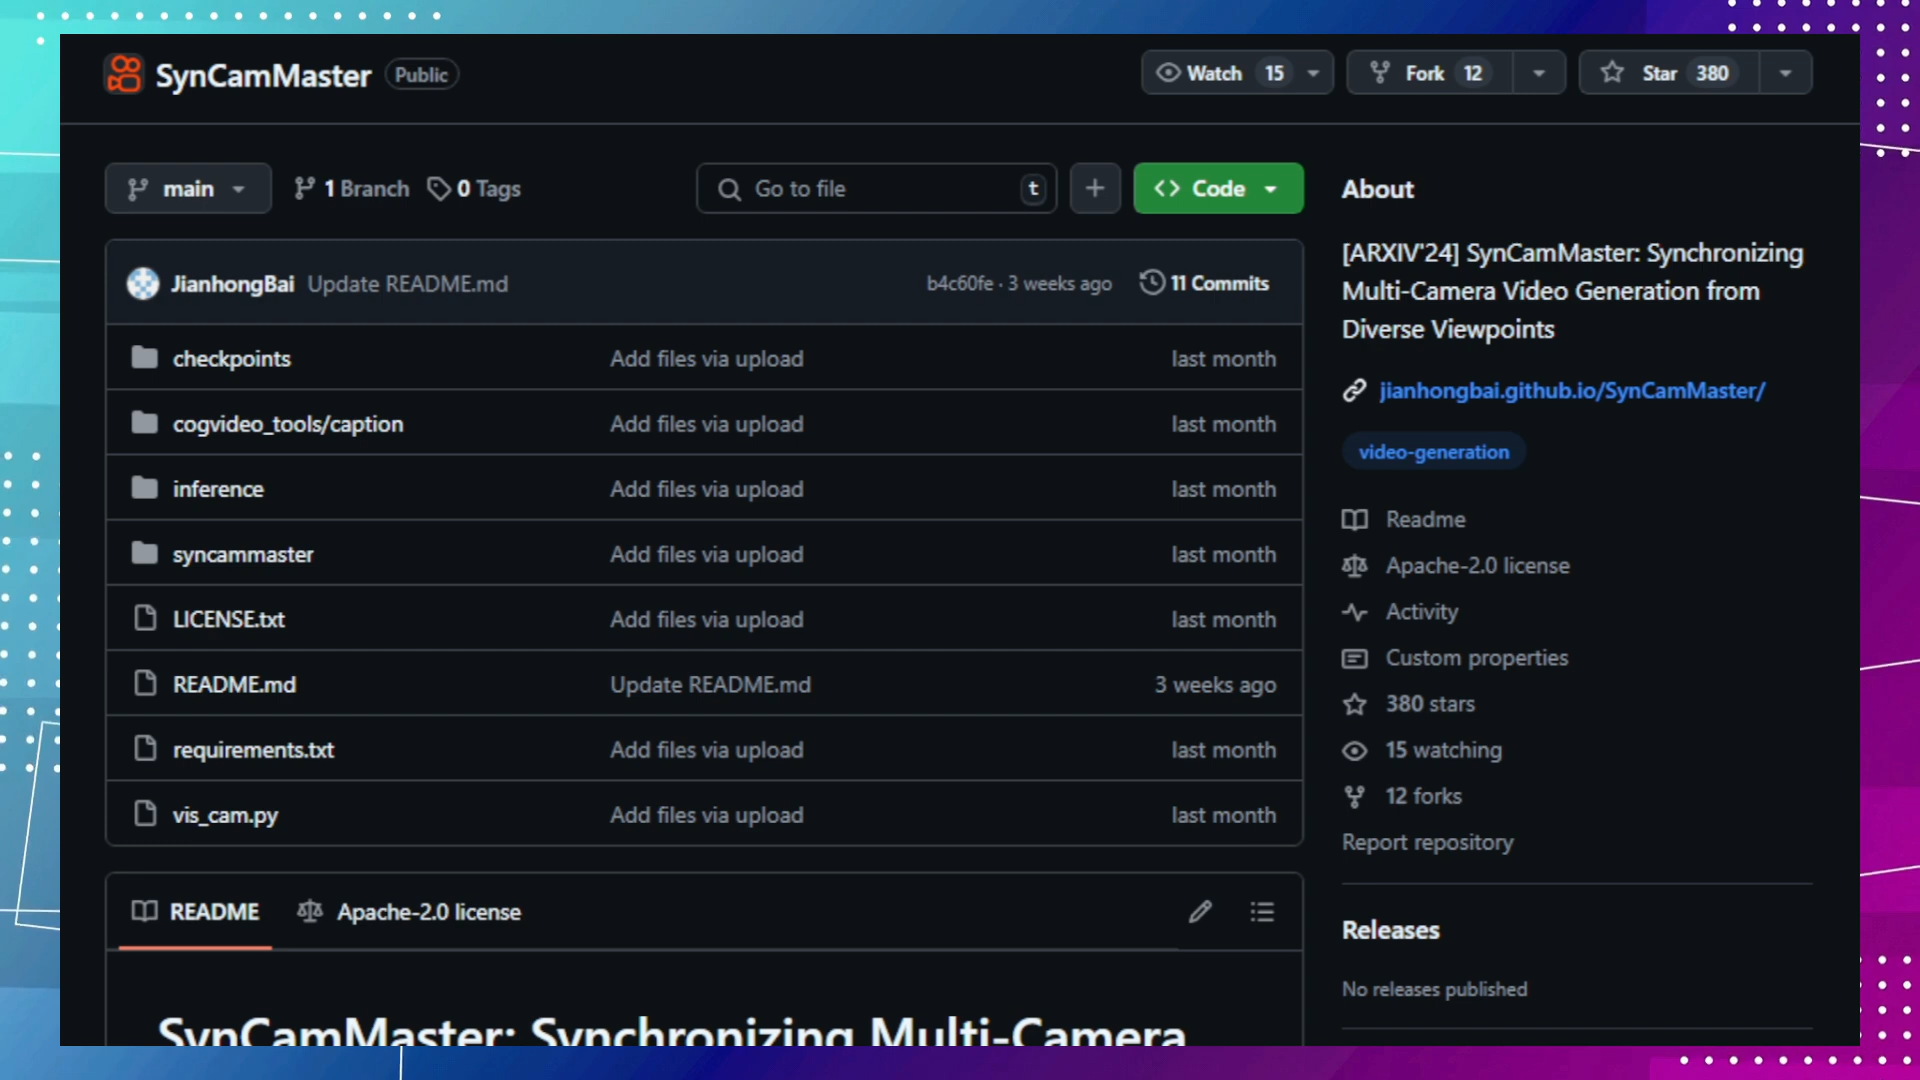 SynCamMaster Public
Watch 15
Fork 12
Star 380
main
1 Branch
0 Tags
Go to file t
Code
JianhongBai Update README.md b4c60fe · 3 weeks ago 11 Commits
checkpoints Add files via upload last month
cogvideo_tools/caption Add files via upload last month
inference Add files via upload last month
syncammaster Add files via upload last month
LICENSE.txt Add files via upload last month
README.md Update README.md 3 weeks ago
requirements.txt Add files via upload last month
vis_cam.py Add files via upload last month
README Apache-2.0 license
SynCamMaster: Synchronizing Multi-Camera
About
[ARXIV'24] SynCamMaster: Synchronizing
Multi-Camera Video Generation from
Diverse Viewpoints
jianhongbai.github.io/SynCamMaster/
video-generation
Readme
Apache-2.0 license
Activity
Custom properties
380 stars
15 watching
12 forks
Report repository
Releases
No releases published